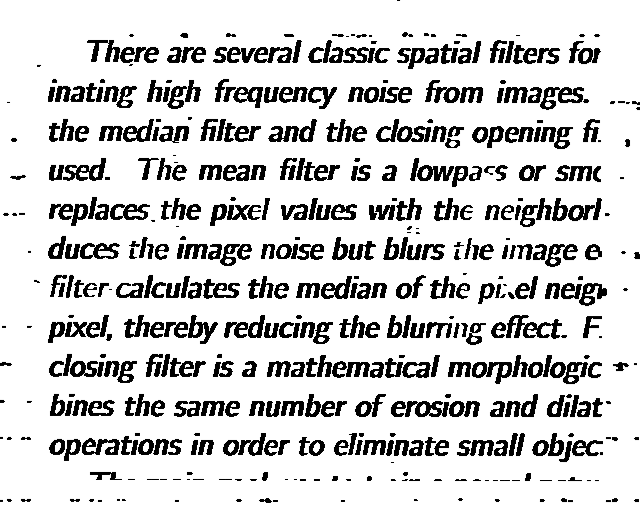 There are several classic spatial filters for
inating high frequency noise from images.
the median filter and the closing opening fi
used. The mean filter is a lowpass or smo
replaces the pixel values with the neighborh
duces the image noise but blurs the image e
filter calculates the median of the pixel neig
pixel, thereby reducing the blurring effect. F
closing filter is a mathematical morphologic
bines the same number of erosion and dilat
operations in order to eliminate small objec